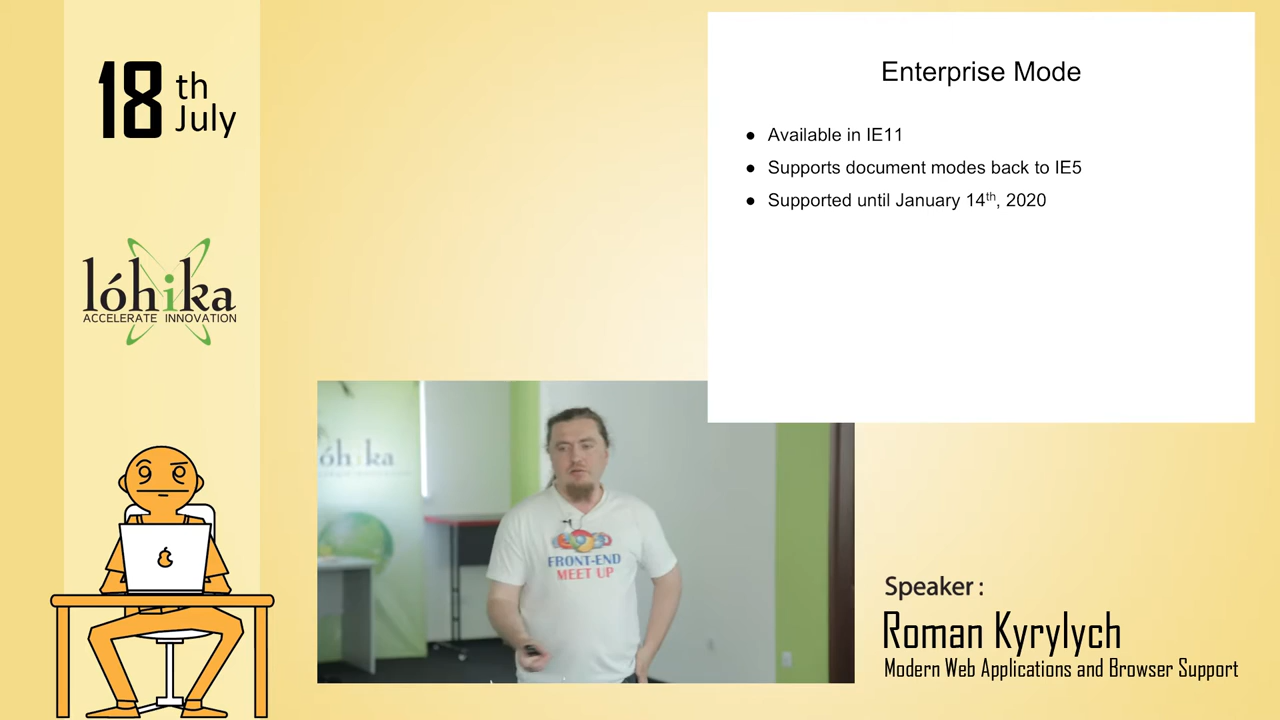 18 th
July
lóhika
ACCELERATE INNOVATION
Enterprise Mode
● Available in IE11
● Supports document modes back to IE5
● Supported until January 14th, 2020
óhika
FRONT-END
MEET UP
Speaker :
Roman Kyrylych
Modern Web Applications and Browser Support